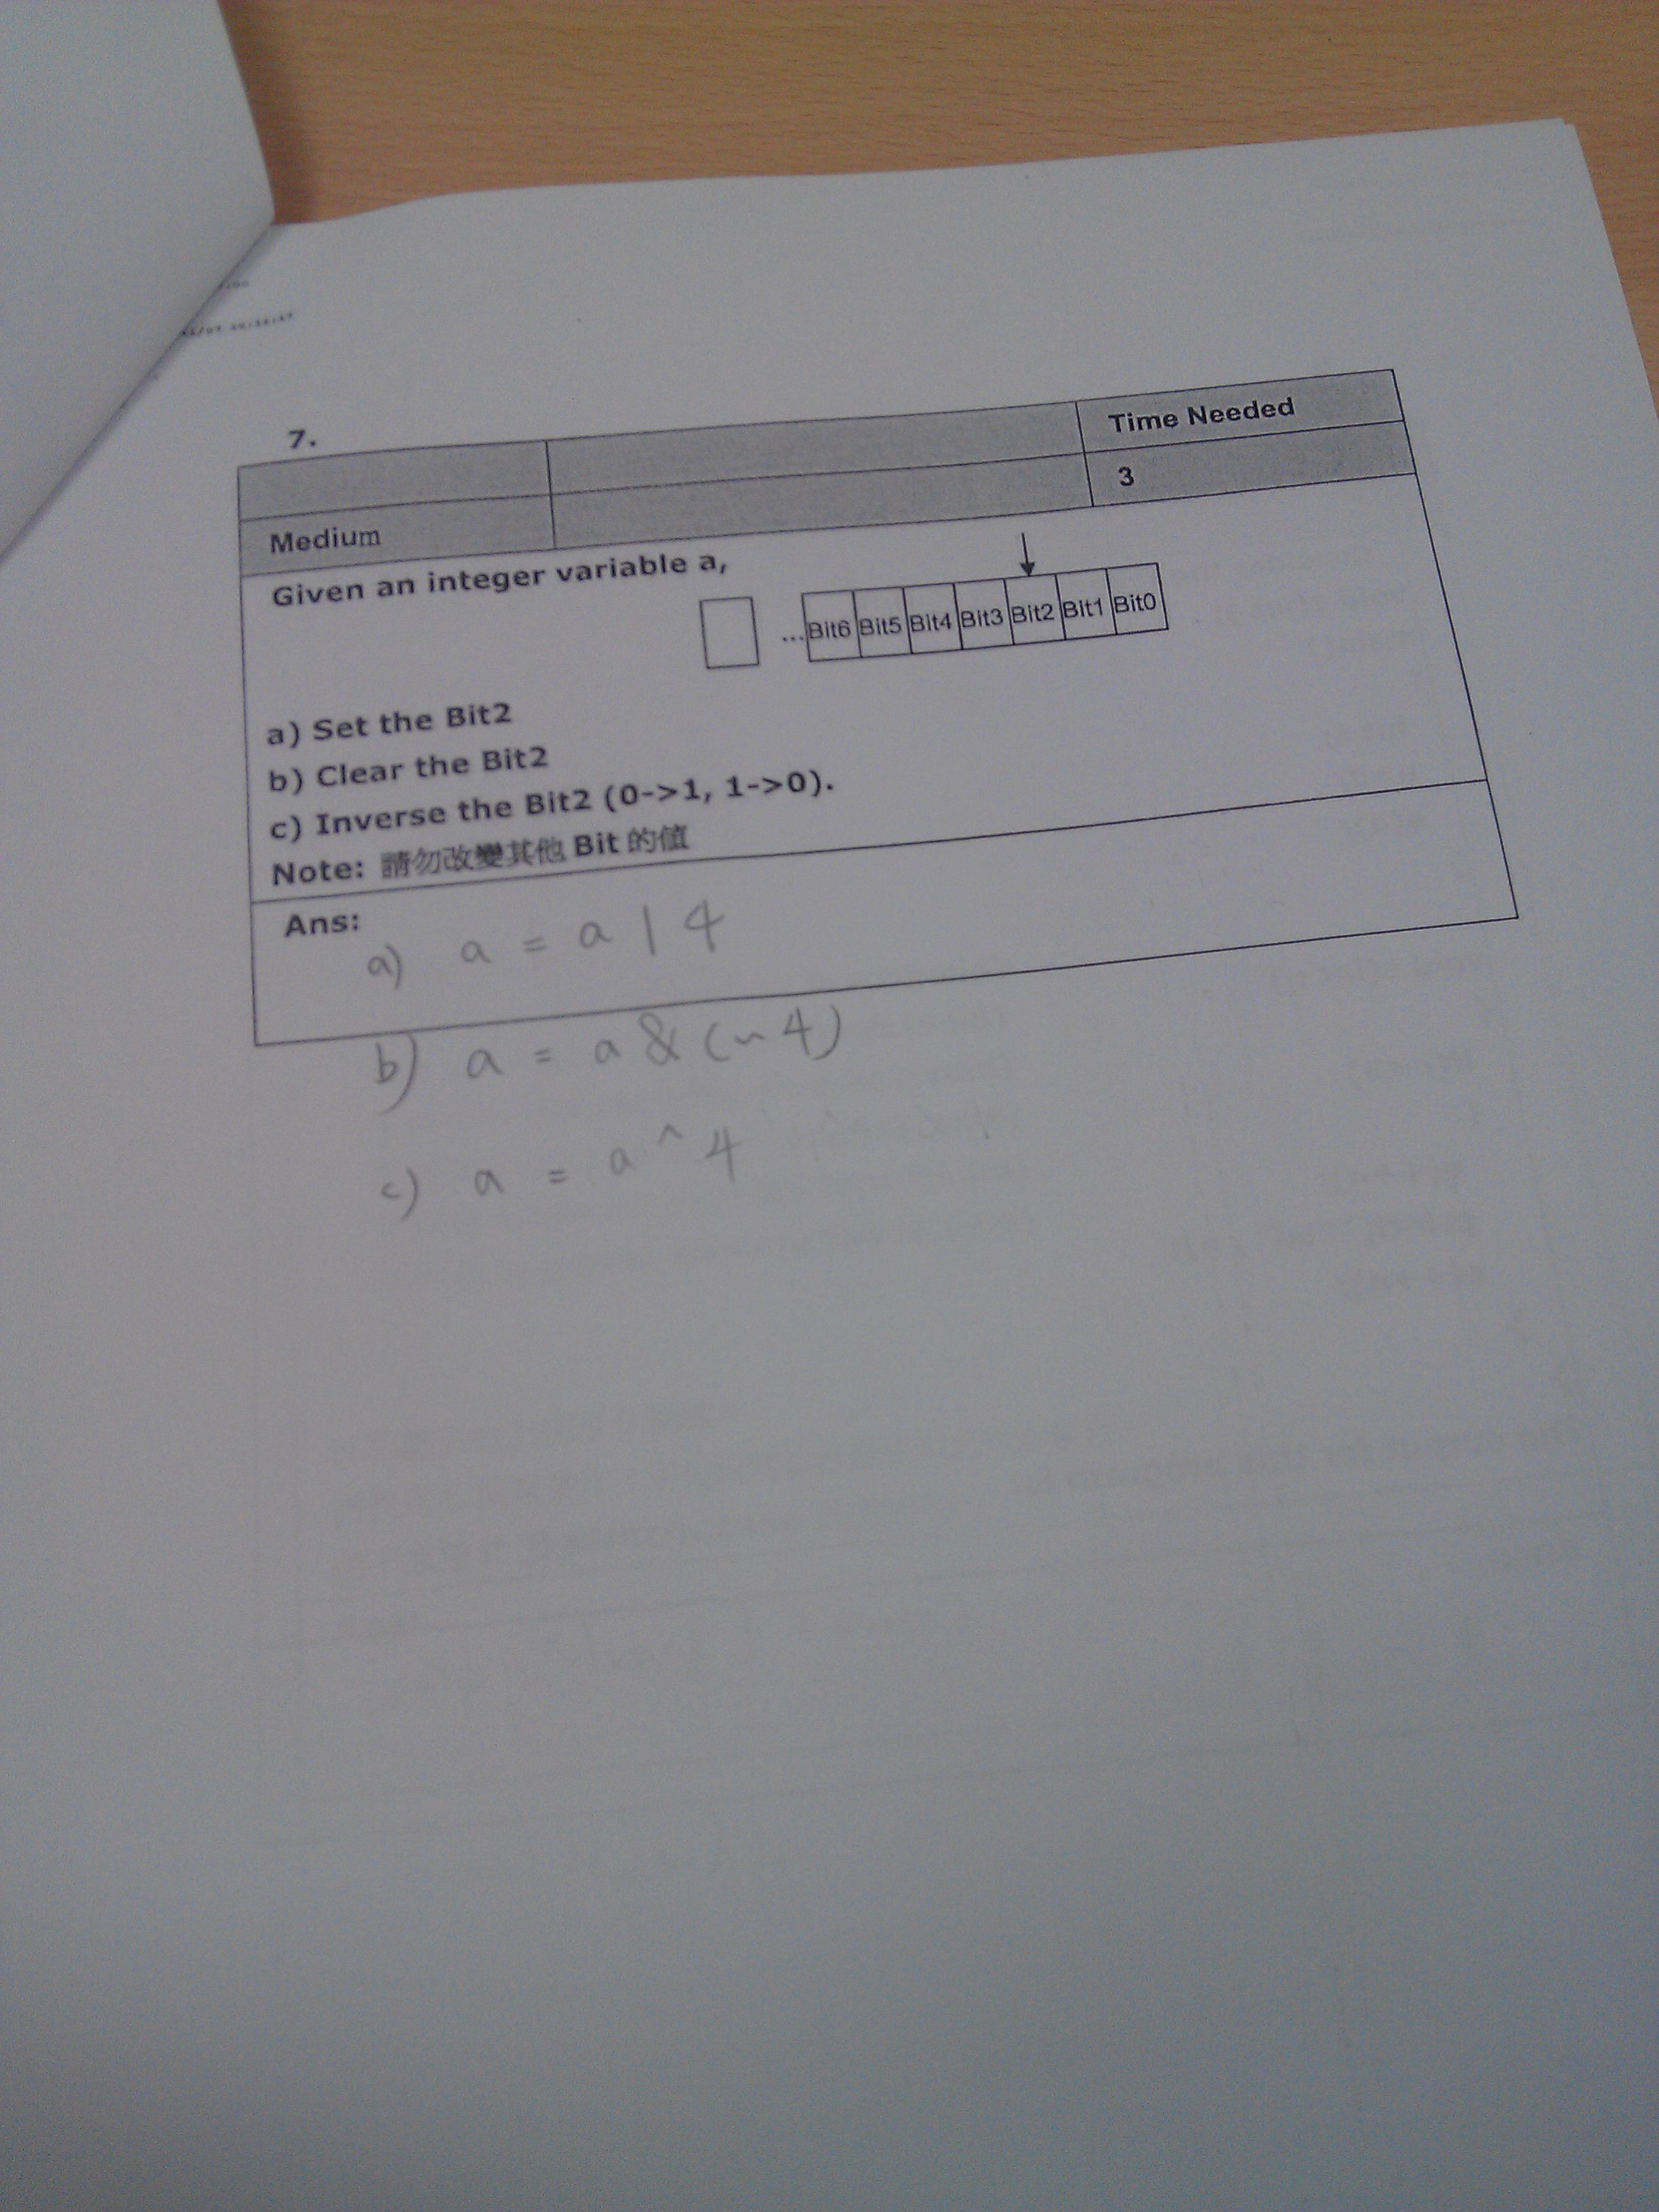 7.
Time Needed
Medium 3
Given an integer variable a,
... Bit6 Bit5 Bit4 Bit3 Bit2 Bit1 Bit0
a) Set the Bit2
b) Clear the Bit2
c) Inverse the Bit2 (0->1, 1->0).
Note: 請勿改變其他 Bit 的值
Ans:
a) a = a | 4
b) a = a & (~4)
c) a = a ^ 4